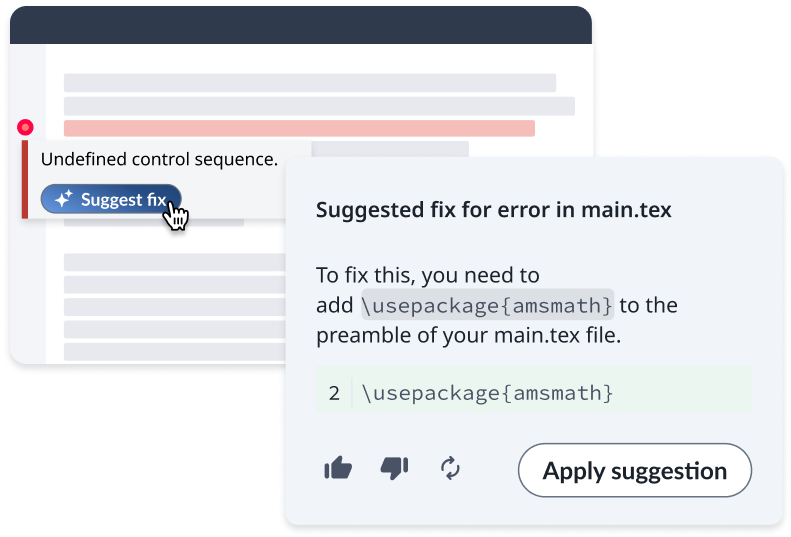 Undefined control sequence.
Suggest fix
Suggested fix for error in main.tex
To fix this, you need to
add \usepackage{amsmath} to the
preamble of your main.tex file.
2 \usepackage{amsmath}
Apply suggestion